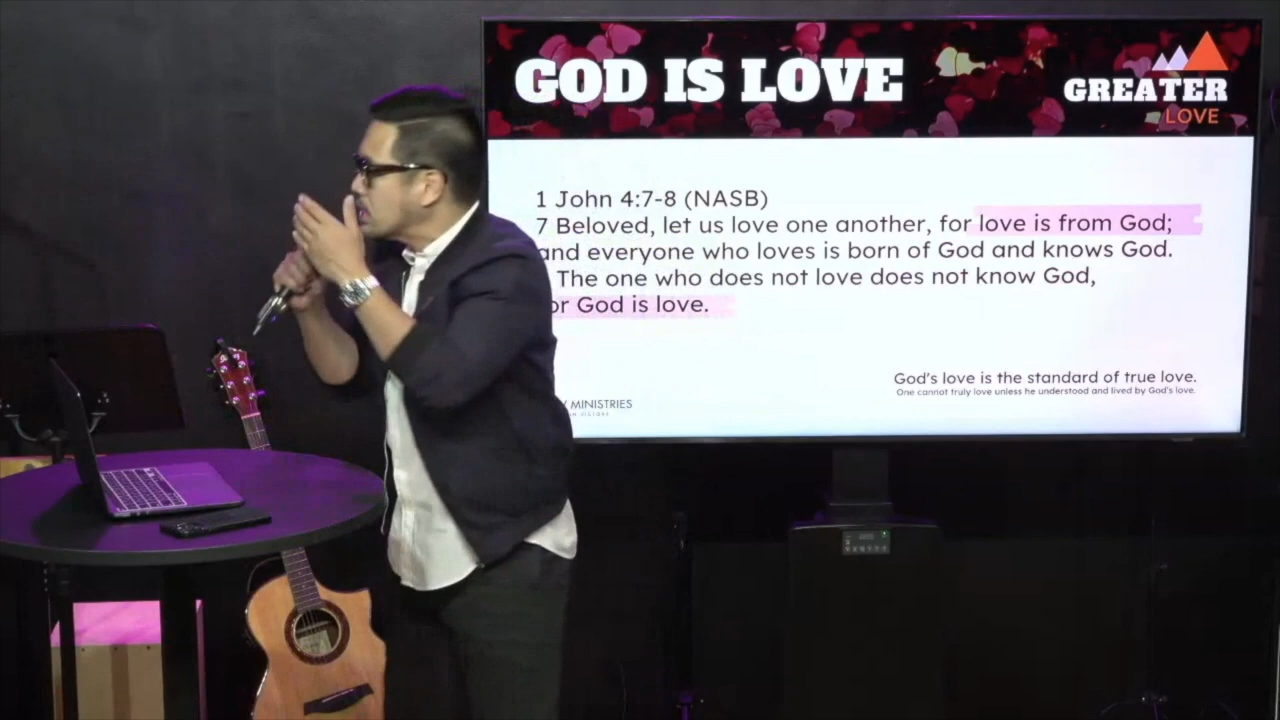 GOD IS LOVE
GREATER
LOVE
1 John 4:7-8 (NASB)
7 Beloved, let us love one another, for love is from God;
and everyone who loves is born of God and knows God.
The one who does not love does not know God,
or God is love.
God's love is the standard of true love.
One cannot truly love unless he understood and lived by God's love.
MINISTRIES